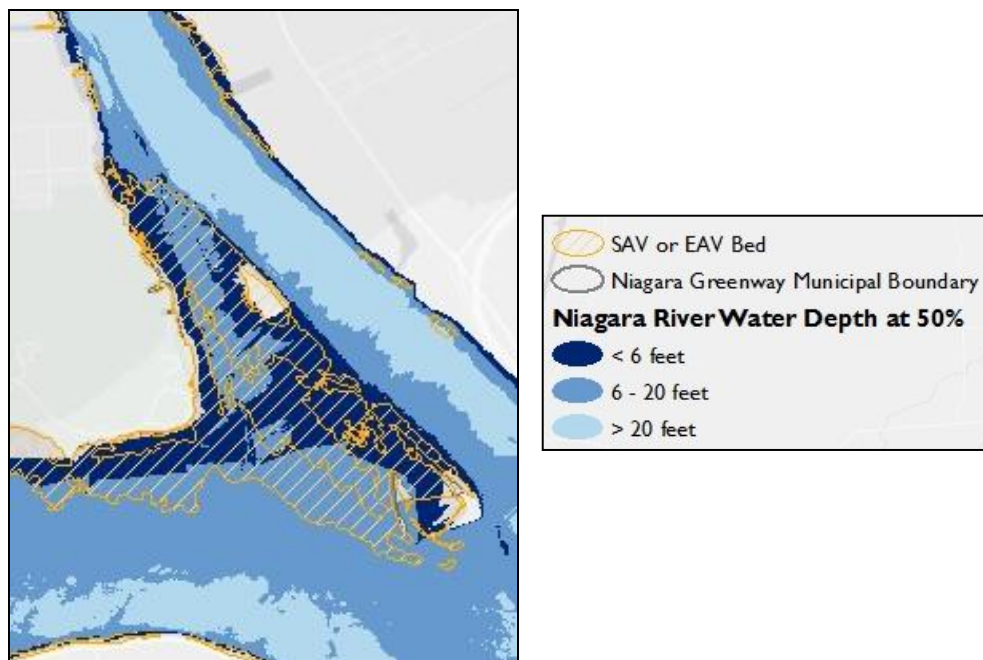 SAV or EAV Bed
Niagara Greenway Municipal Boundary
Niagara River Water Depth at 50%
< 6 feet
6 - 20 feet
> 20 feet